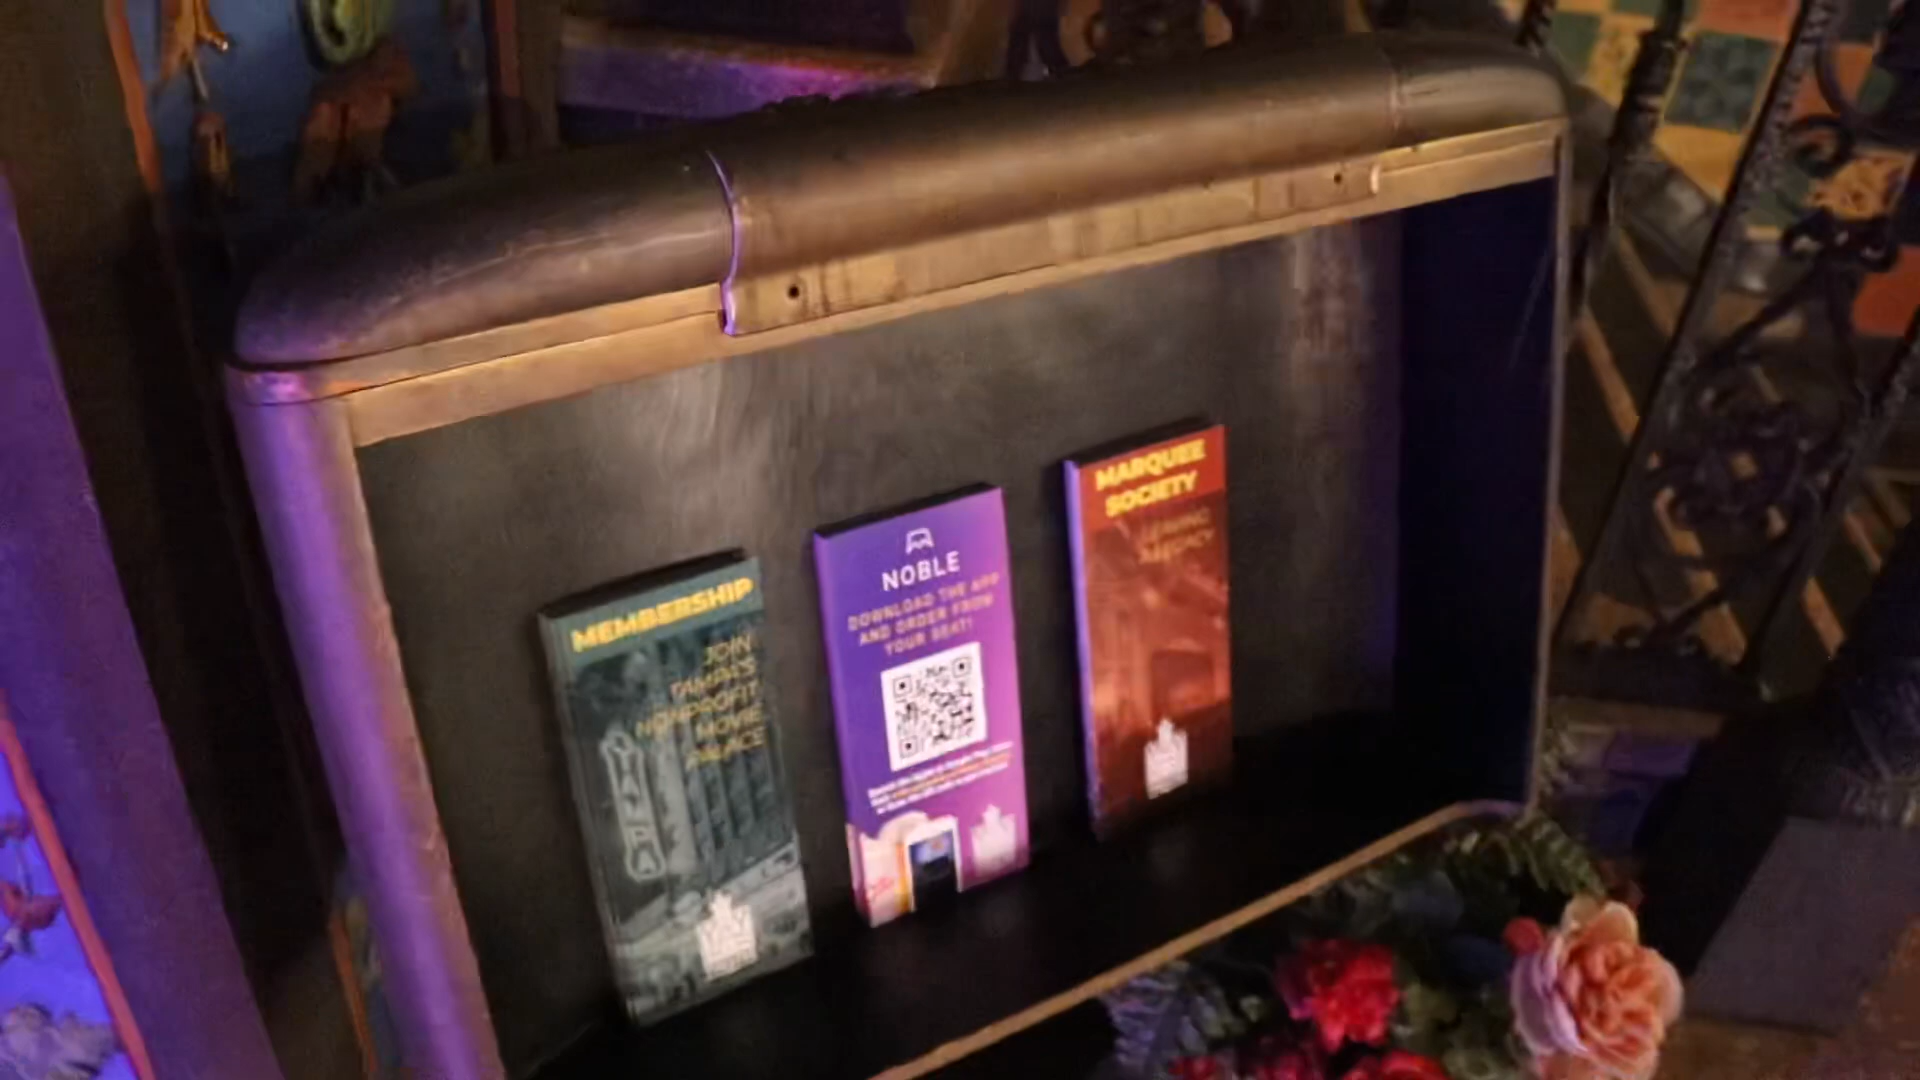 MEMBERSHIP
JOIN
TAMPA'S
NONPROFIT
MOVIE
PALACE
TAMPA
NOBLE
DOWNLOAD THE APP
AND ORDER FROM
YOUR SEAT!
MARQUEE
SOCIETY
LEAVING
A LEGACY